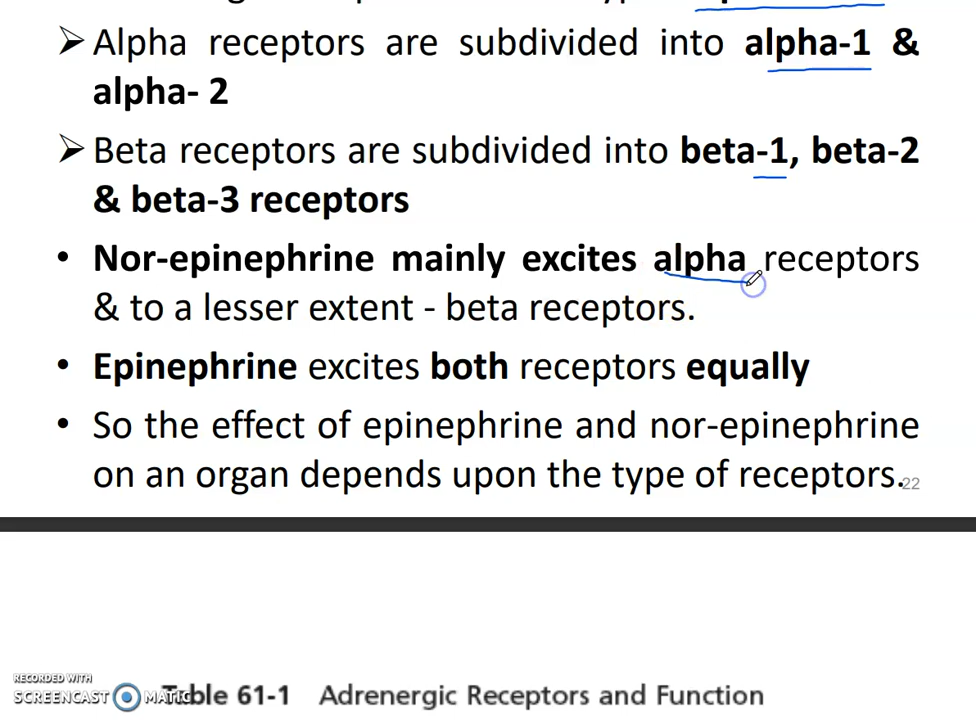 ➢ Alpha receptors are subdivided into alpha-1 &
alpha- 2
➢ Beta receptors are subdivided into beta-1, beta-2
& beta-3 receptors
• Nor-epinephrine mainly excites alpha receptors
& to a lesser extent - beta receptors.
• Epinephrine excites both receptors equally
• So the effect of epinephrine and nor-epinephrine
on an organ depends upon the type of receptors.
22
RECORDED WITH
SCREENCAST MATIC
Table 61-1 Adrenergic Receptors and Function